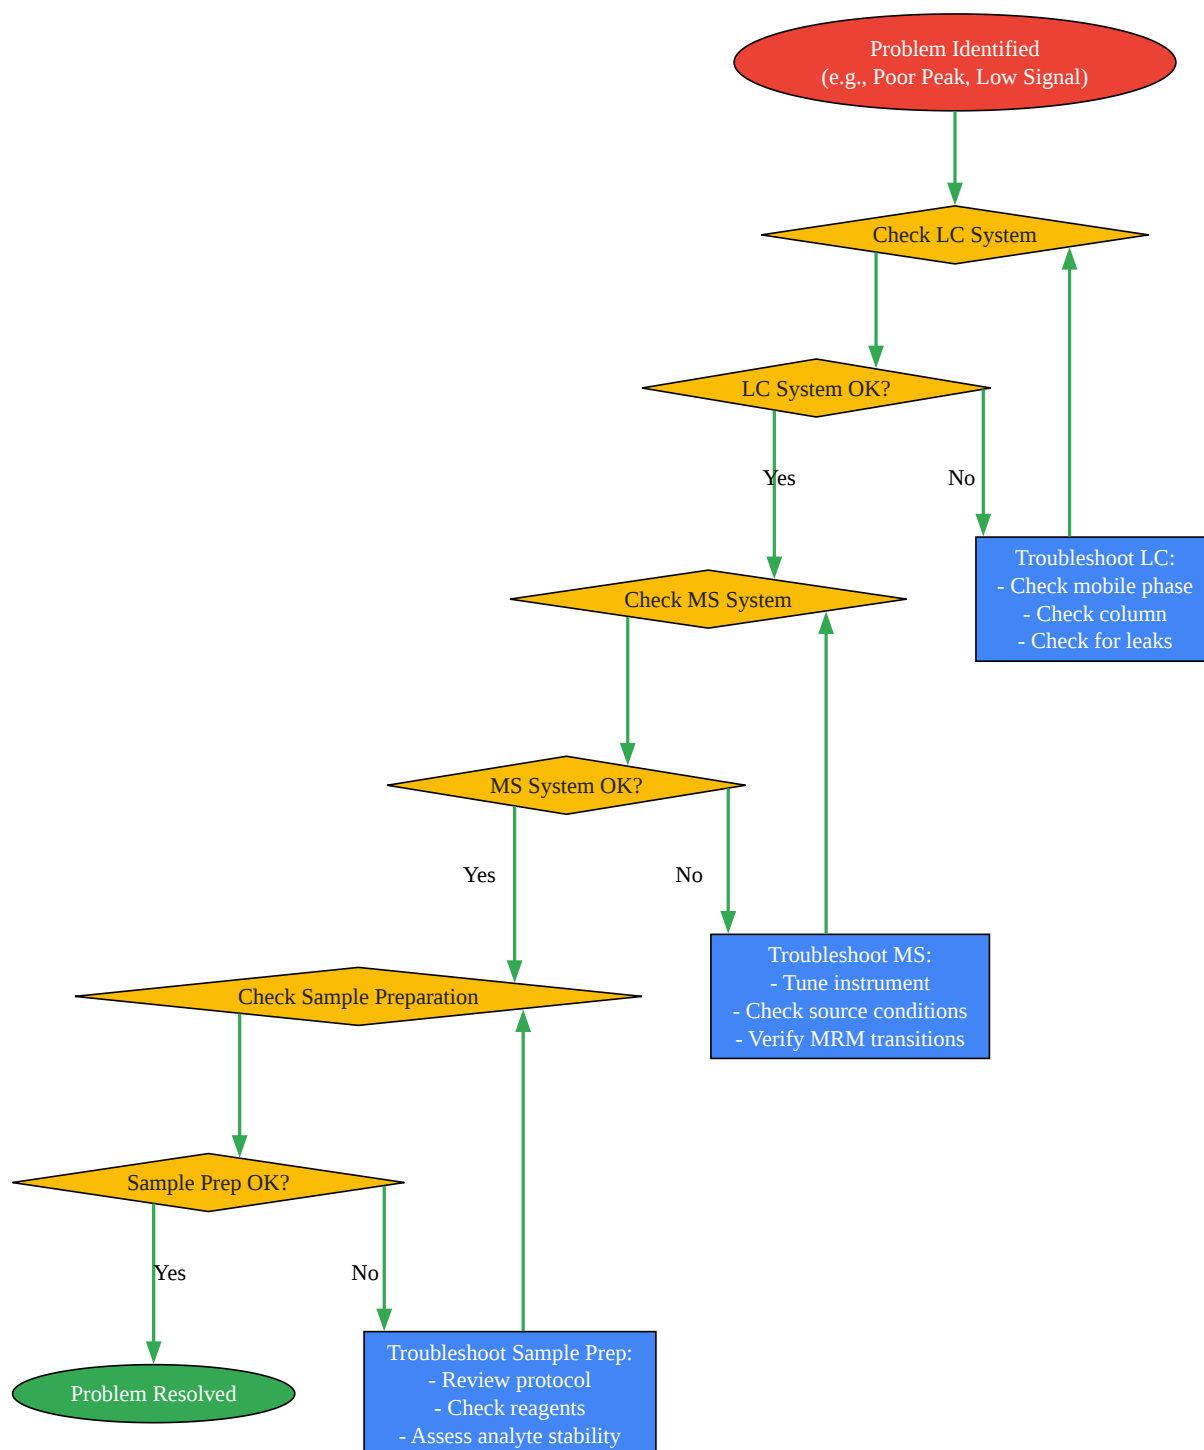 Problem Identified
(e.g., Poor Peak, Low Signal)
Check LC System
LC System OK?
Yes
No
Troubleshoot LC:
- Check mobile phase
- Check column
- Check for leaks
Check MS System
MS System OK?
Yes
No
Troubleshoot MS:
- Tune instrument
- Check source conditions
- Verify MRM transitions
Check Sample Preparation
Sample Prep OK?
Yes
No
Troubleshoot Sample Prep:
- Review protocol
- Check reagents
- Assess analyte stability
Problem Resolved